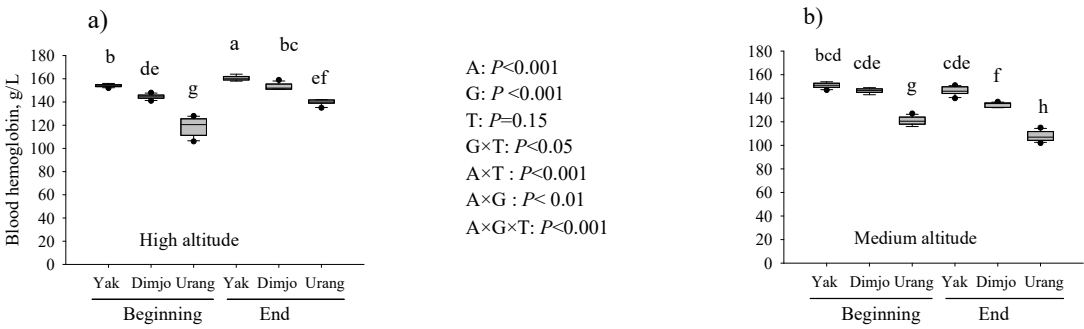 a)
Blood hemoglobin, g/L
180
160
140
120
100
80
60
40
20
0
b de g a bc ef
High altitude
Yak Dimjo Urang Yak Dimjo Urang
Beginning End
A: P<0.001
G: P <0.001
T: P=0.15
G×T: P<0.05
A×T : P<0.001
A×G : P< 0.01
A×G×T: P<0.001
b)
180
160
140
120
100
80
60
40
20
0
bcd cde g cde f h
Medium altitude
Yak Dimjo Urang Yak Dimjo Urang
Beginning End